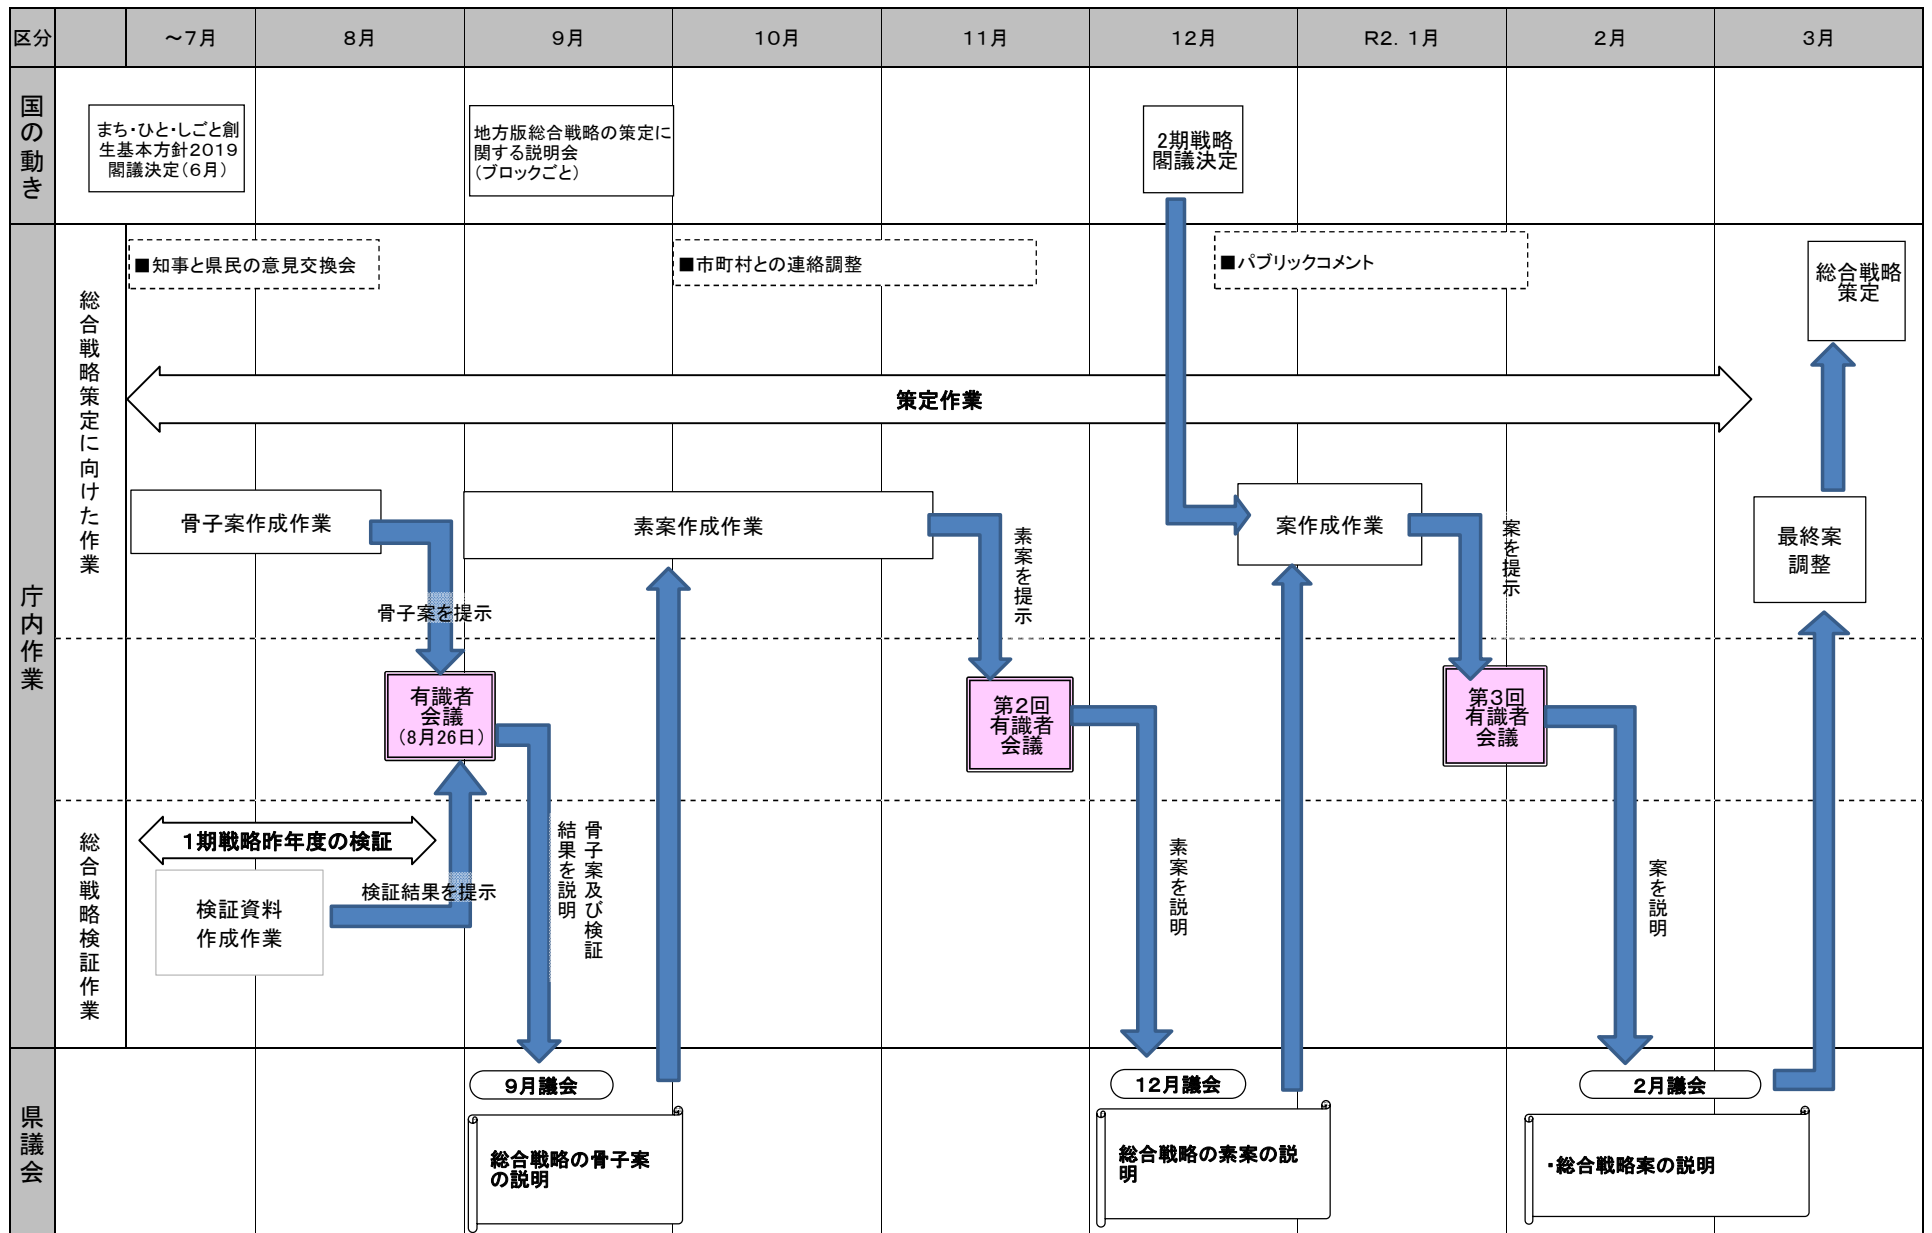 区分
～7月
8月
9月
10月
11月
12月
R2. 1月
2月
3月
国の動き
まち・ひと・しごと創
生基本方針2019
閣議決定(6月)
地方版総合戦略の策定に
関する説明会
(ブロックごと)
2期戦略
閣議決定
庁内作業
総合戦略策定に向けた作業
■知事と県民の意見交換会
■市町村との連絡調整
■パブリックコメント
総合戦略
策定
策定作業
骨子案作成作業
素案作成作業
案作成作業
最終案
調整
骨子案を提示
素案を提示
案を提示
有識者
会議
(8月26日)
第2回
有識者
会議
第3回
有識者
会議
総合戦略検証作業
1期戦略昨年度の検証
検証資料
作成作業
検証結果を提示
骨子案及び検証
結果を説明
素案を説明
案を説明
県議会
9月議会
総合戦略の骨子案
の説明
12月議会
総合戦略の素案の説
明
2月議会
・総合戦略案の説明